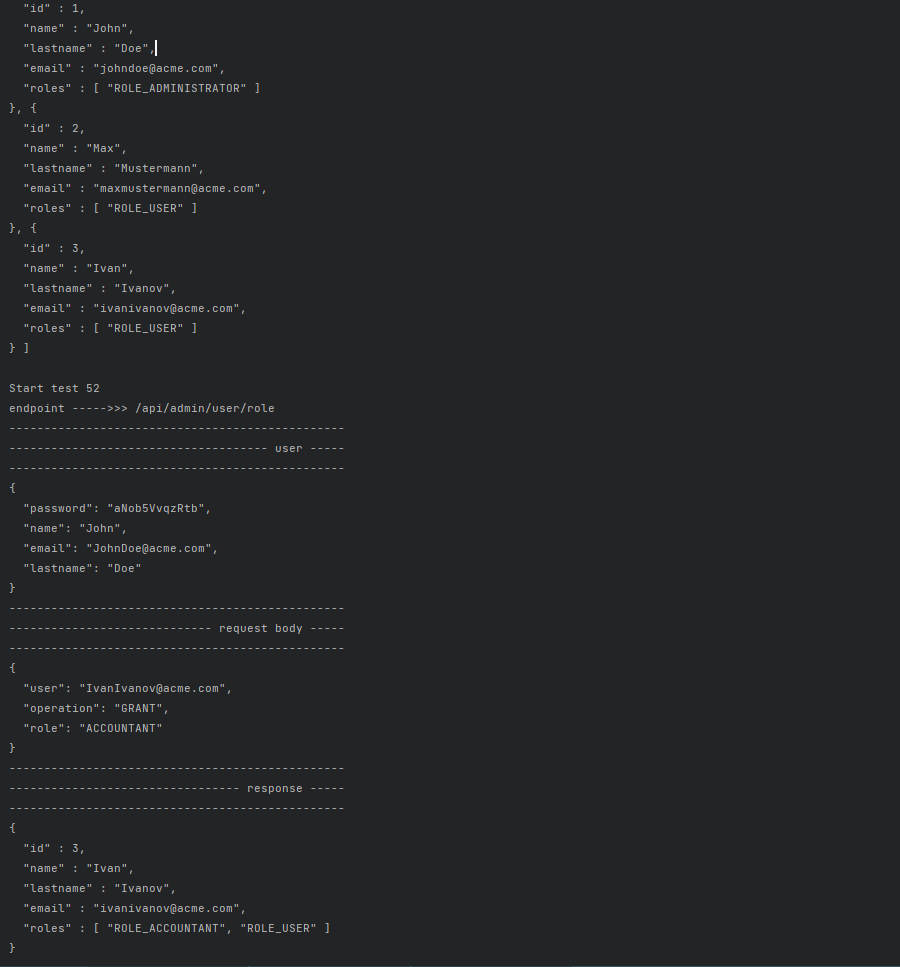 "id" : 1,
"name" : "John",
"lastname" : "Doe",
"email" : "johndoe@acme.com",
"roles" : [ "ROLE_ADMINISTRATOR" ]
}, {
"id" : 2,
"name" : "Max",
"lastname" : "Mustermann",
"email" : "maxmustermann@acme.com",
"roles" : [ "ROLE_USER" ]
}, {
"id" : 3,
"name" : "Ivan",
"lastname" : "Ivanov",
"email" : "ivanivanov@acme.com",
"roles" : [ "ROLE_USER" ]
} ]
Start test 52
endpoint ----->>> /api/admin/user/role
------------------------------------------------
------------------------------------- user -----
------------------------------------------------
{
"password": "aNob5VvqzRtb",
"name": "John",
"email": "JohnDoe@acme.com",
"lastname": "Doe"
}
------------------------------------------------
----------------------------- request body -----
------------------------------------------------
{
"user": "IvanIvanov@acme.com",
"operation": "GRANT",
"role": "ACCOUNTANT"
}
------------------------------------------------
--------------------------------- response -----
------------------------------------------------
{
"id" : 3,
"name" : "Ivan",
"lastname" : "Ivanov",
"email" : "ivanivanov@acme.com",
"roles" : [ "ROLE_ACCOUNTANT", "ROLE_USER" ]
}